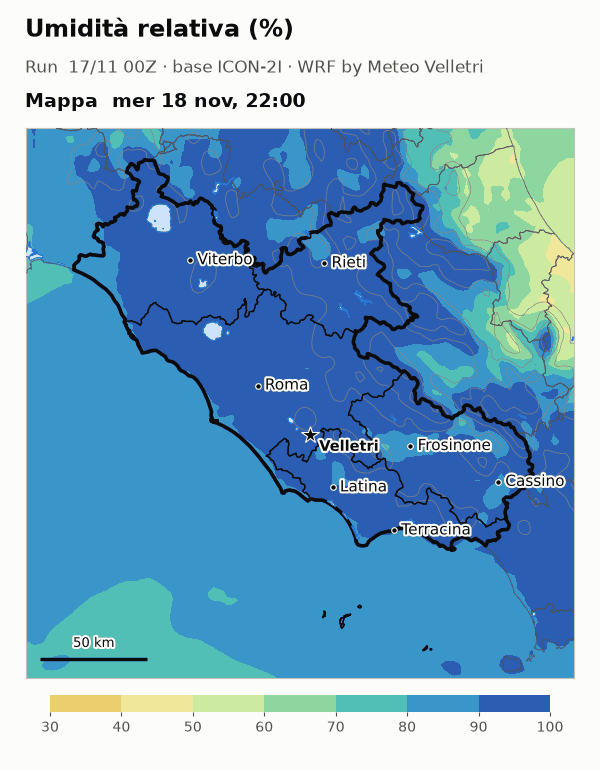 Umidità relativa (%)
Run  17/11 00Z · base ICON-2I · WRF by Meteo Velletri
Mappa  mer 18 nov, 22:00
Viterbo
Rieti
Roma
Velletri
Frosinone
Cassino
Latina
Terracina
50 km
30 40 50 60 70 80 90 100